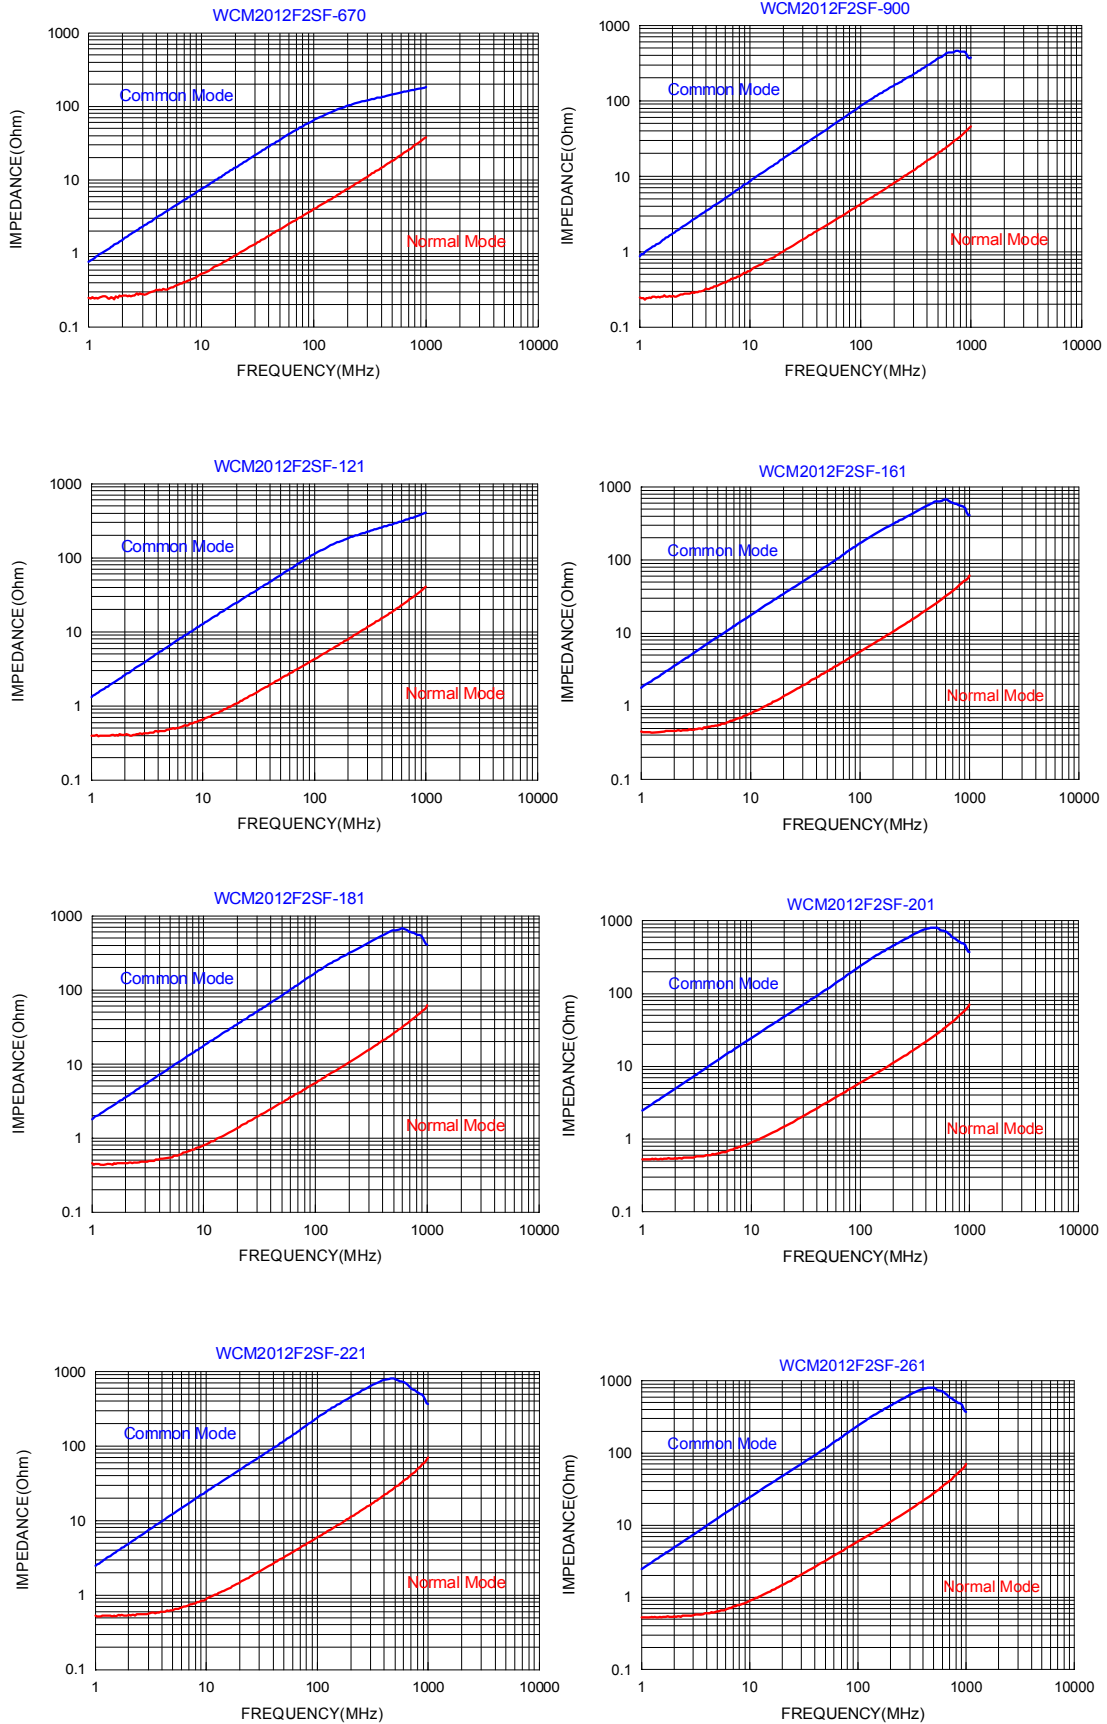 WCM2012F2SF-670
IMPEDANCE(Ohm)
1000
100
10
1
0.1
Common Mode
Normal Mode
1 10 100 1000 10000
FREQUENCY(MHz)
WCM2012F2SF-900
IMPEDANCE(Ohm)
1000
100
10
1
0.1
Common Mode
Normal Mode
1 10 100 1000 10000
FREQUENCY(MHz)
WCM2012F2SF-121
IMPEDANCE(Ohm)
1000
100
10
1
0.1
Common Mode
Normal Mode
1 10 100 1000 10000
FREQUENCY(MHz)
WCM2012F2SF-161
IMPEDANCE(Ohm)
1000
100
10
1
0.1
Common Mode
Normal Mode
1 10 100 1000 10000
FREQUENCY(MHz)
WCM2012F2SF-181
IMPEDANCE(Ohm)
1000
100
10
1
0.1
Common Mode
Normal Mode
1 10 100 1000 10000
FREQUENCY(MHz)
WCM2012F2SF-201
IMPEDANCE(Ohm)
1000
100
10
1
0.1
Common Mode
Normal Mode
1 10 100 1000 10000
FREQUENCY(MHz)
WCM2012F2SF-221
IMPEDANCE(Ohm)
1000
100
10
1
0.1
Common Mode
Normal Mode
1 10 100 1000 10000
FREQUENCY(MHz)
WCM2012F2SF-261
IMPEDANCE(Ohm)
1000
100
10
1
0.1
Common Mode
Normal Mode
1 10 100 1000 10000
FREQUENCY(MHz)